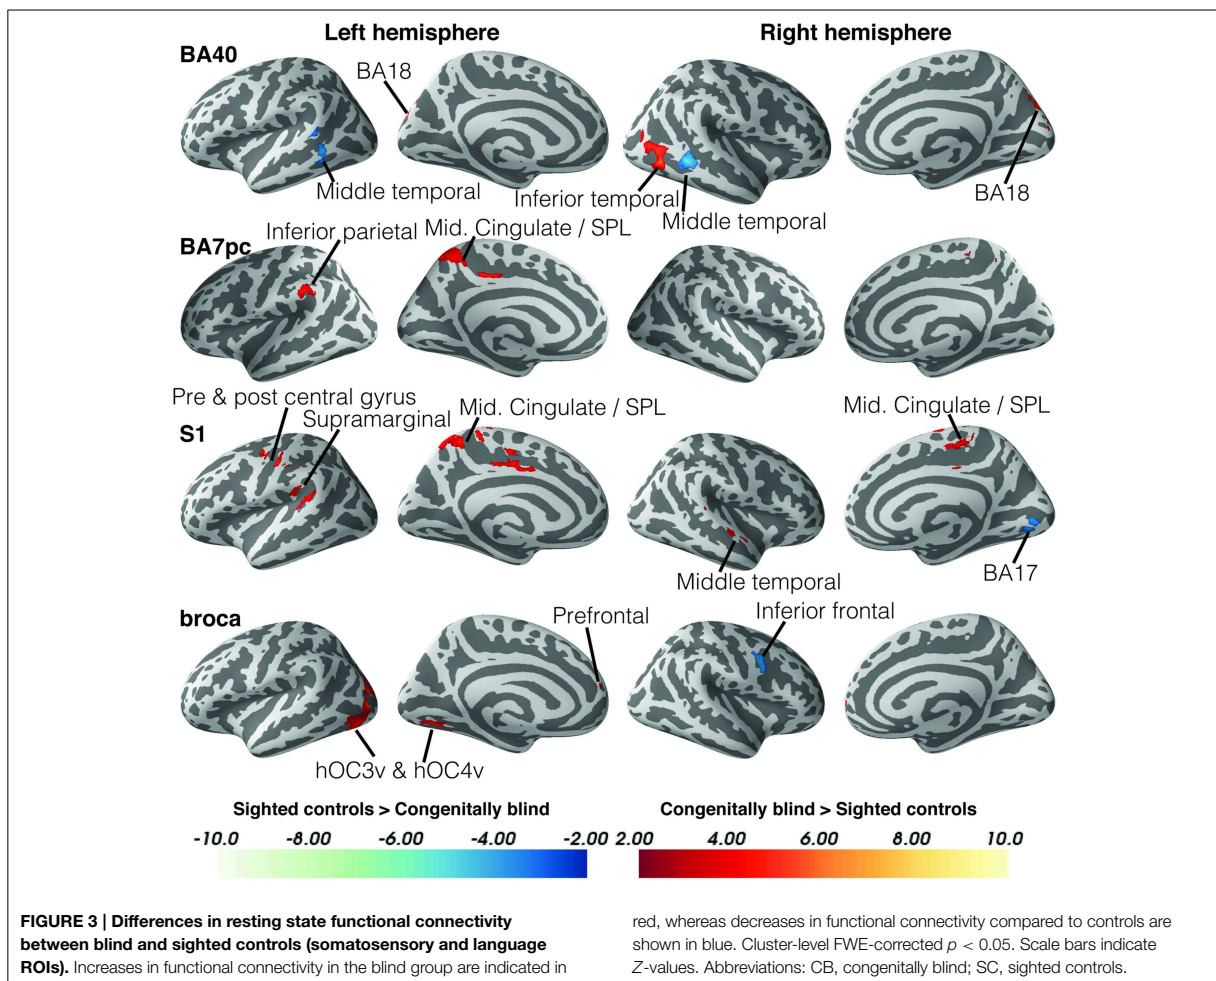 Left hemisphere
Right hemisphere
BA40
BA18
Middle temporal
Inferior temporal
Middle temporal
BA18
BA7pc
Inferior parietal
Mid. Cingulate / SPL
Pre & post central gyrus
Supramarginal
S1
Mid. Cingulate / SPL
Mid. Cingulate / SPL
Middle temporal
BA17
broca
Prefrontal
Inferior frontal
hOC3v & hOC4v
Sighted controls > Congenitally blind
-10.0 -8.00 -6.00 -4.00 -2.00
Congenitally blind > Sighted controls
2.00 4.00 6.00 8.00 10.0
FIGURE 3 | Differences in resting state functional connectivity
between blind and sighted controls (somatosensory and language
ROIs). Increases in functional connectivity in the blind group are indicated in
red, whereas decreases in functional connectivity compared to controls are
shown in blue. Cluster-level FWE-corrected p < 0.05. Scale bars indicate
Z-values. Abbreviations: CB, congenitally blind; SC, sighted controls.